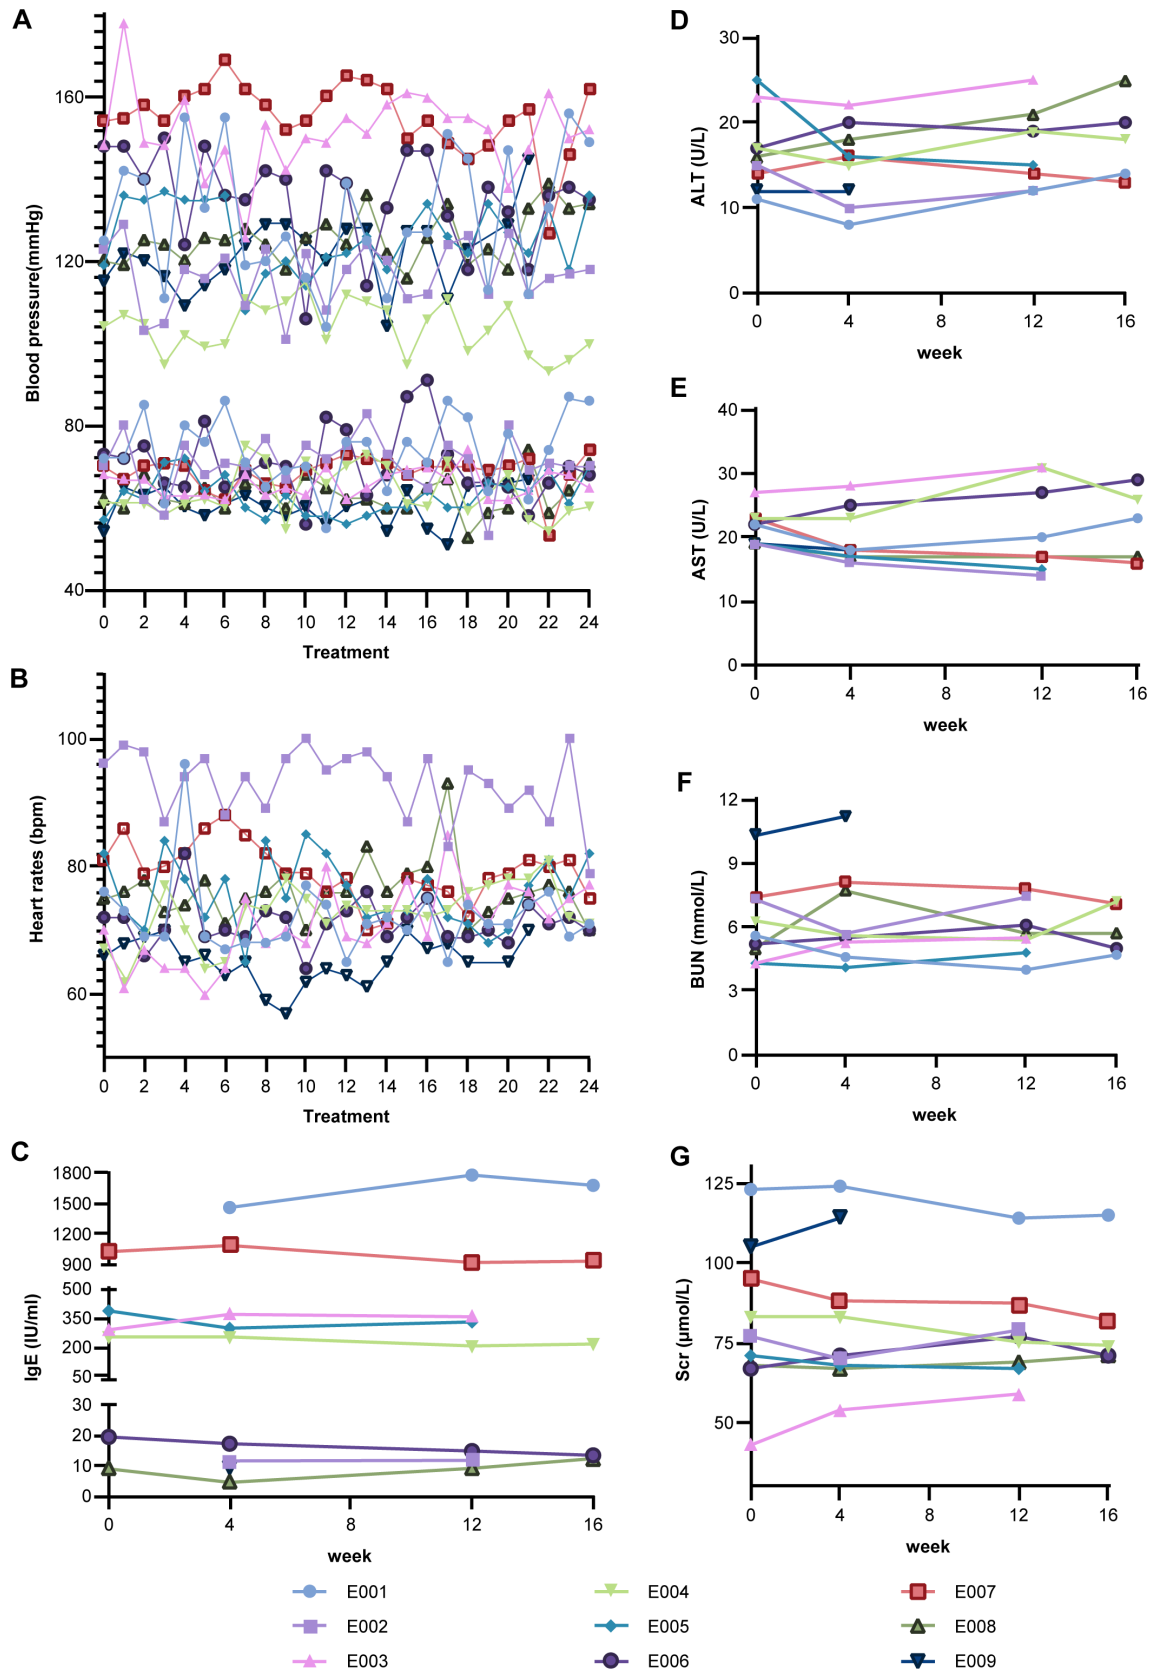 A
160
120
80
40
Blood pressure(mmHg)
0 2 4 6 8 10 12 14 16 18 20 22 24
Treatment
B
100
80
60
Heart rates (bpm)
0 2 4 6 8 10 12 14 16 18 20 22 24
Treatment
C
1800
1500
1200
900
500
350
200
50
30
20
10
0
IgE (IU/ml)
0 4 8 12 16
week
D
30
20
10
0
ALT (U/L)
0 4 8 12 16
week
E
40
30
20
10
0
AST (U/L)
0 4 8 12 16
week
F
12
9
6
3
0
BUN (mmol/L)
0 4 8 12 16
week
G
125
100
75
50
Scr (μmol/L)
0 4 8 12 16
week
E001 E004 E007
E002 E005 E008
E003 E006 E009